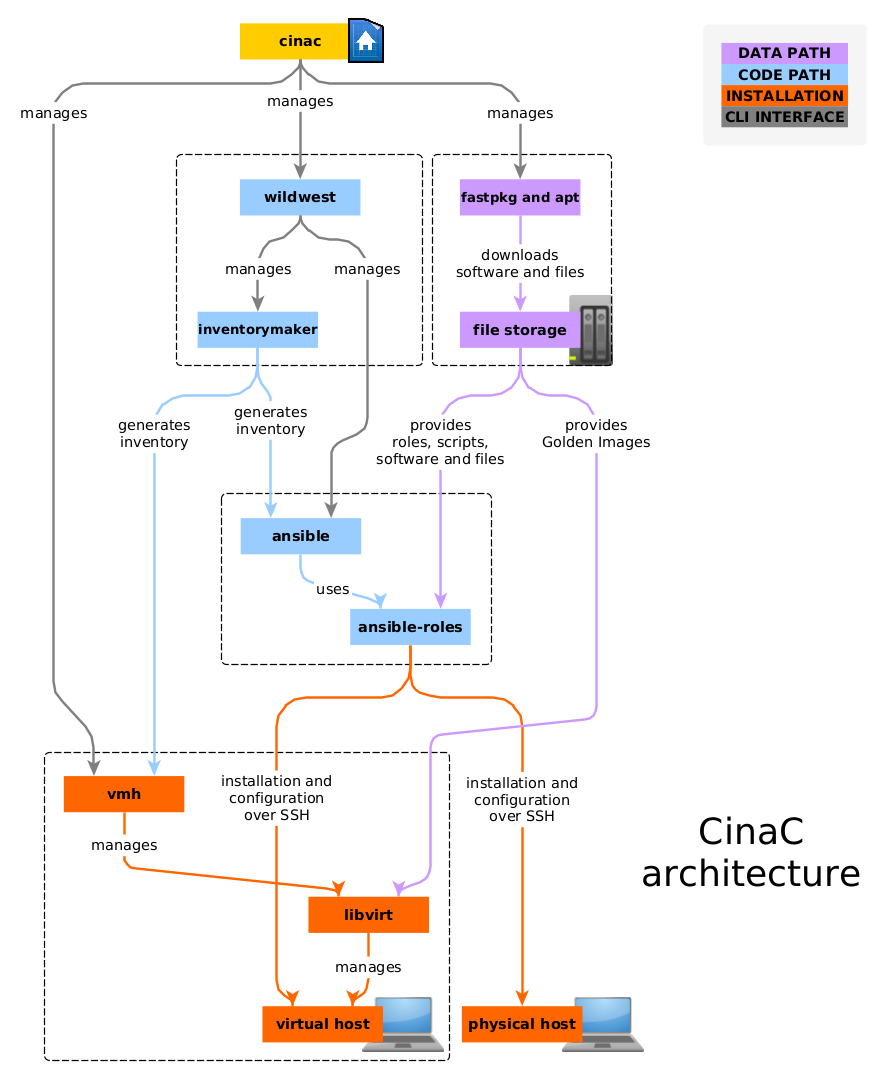 cinac
DATA PATH
CODE PATH
INSTALLATION
CLI INTERFACE
manages
manages
manages
wildwest
fastpkg and apt
manages
manages
downloads
software and files
inventorymaker
file storage
generates
inventory
generates
inventory
provides
roles, scripts,
software and files
provides
Golden Images
ansible
uses
ansible-roles
vmh
installation and
configuration
over SSH
installation and
configuration
over SSH
manages
CinaC
architecture
libvirt
manages
virtual host
physical host